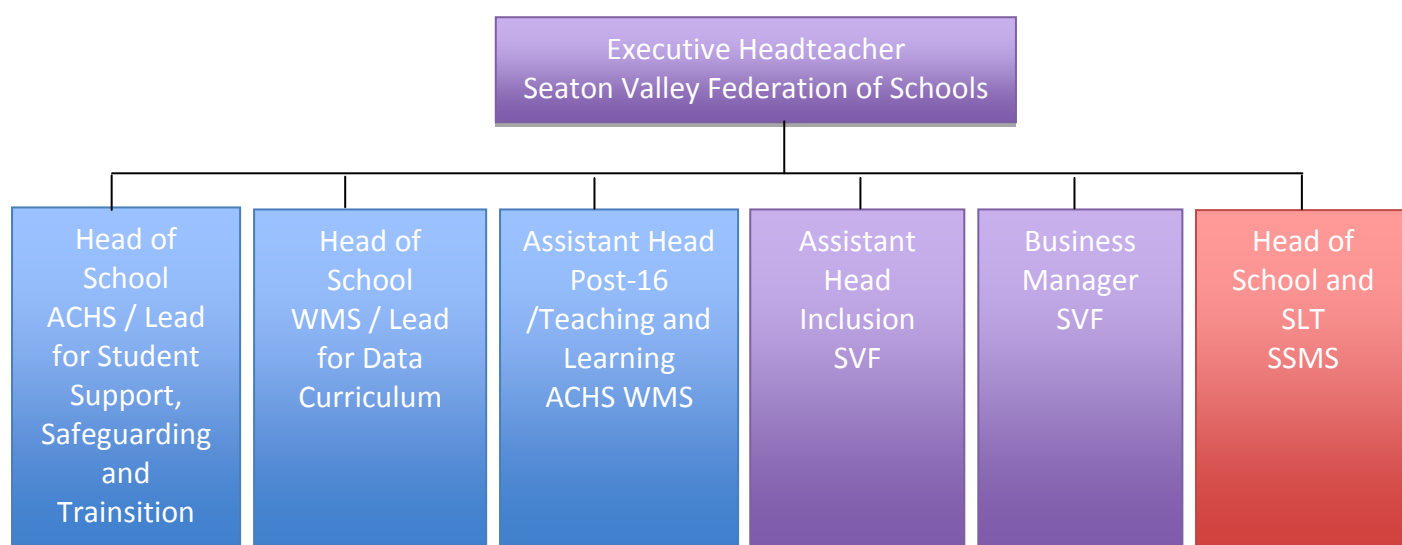 Executive Headteacher
Seaton Valley Federation of Schools
Head of
School
ACHS / Lead
for Student
Support,
Safeguarding
and
Trainsition
Head of
School
WMS / Lead
for Data
Curriculum
Assistant Head
Post-16
/Teaching and
Learning
ACHS WMS
Assistant
Head
Inclusion
SVF
Business
Manager
SVF
Head of
School and
SLT
SSMS